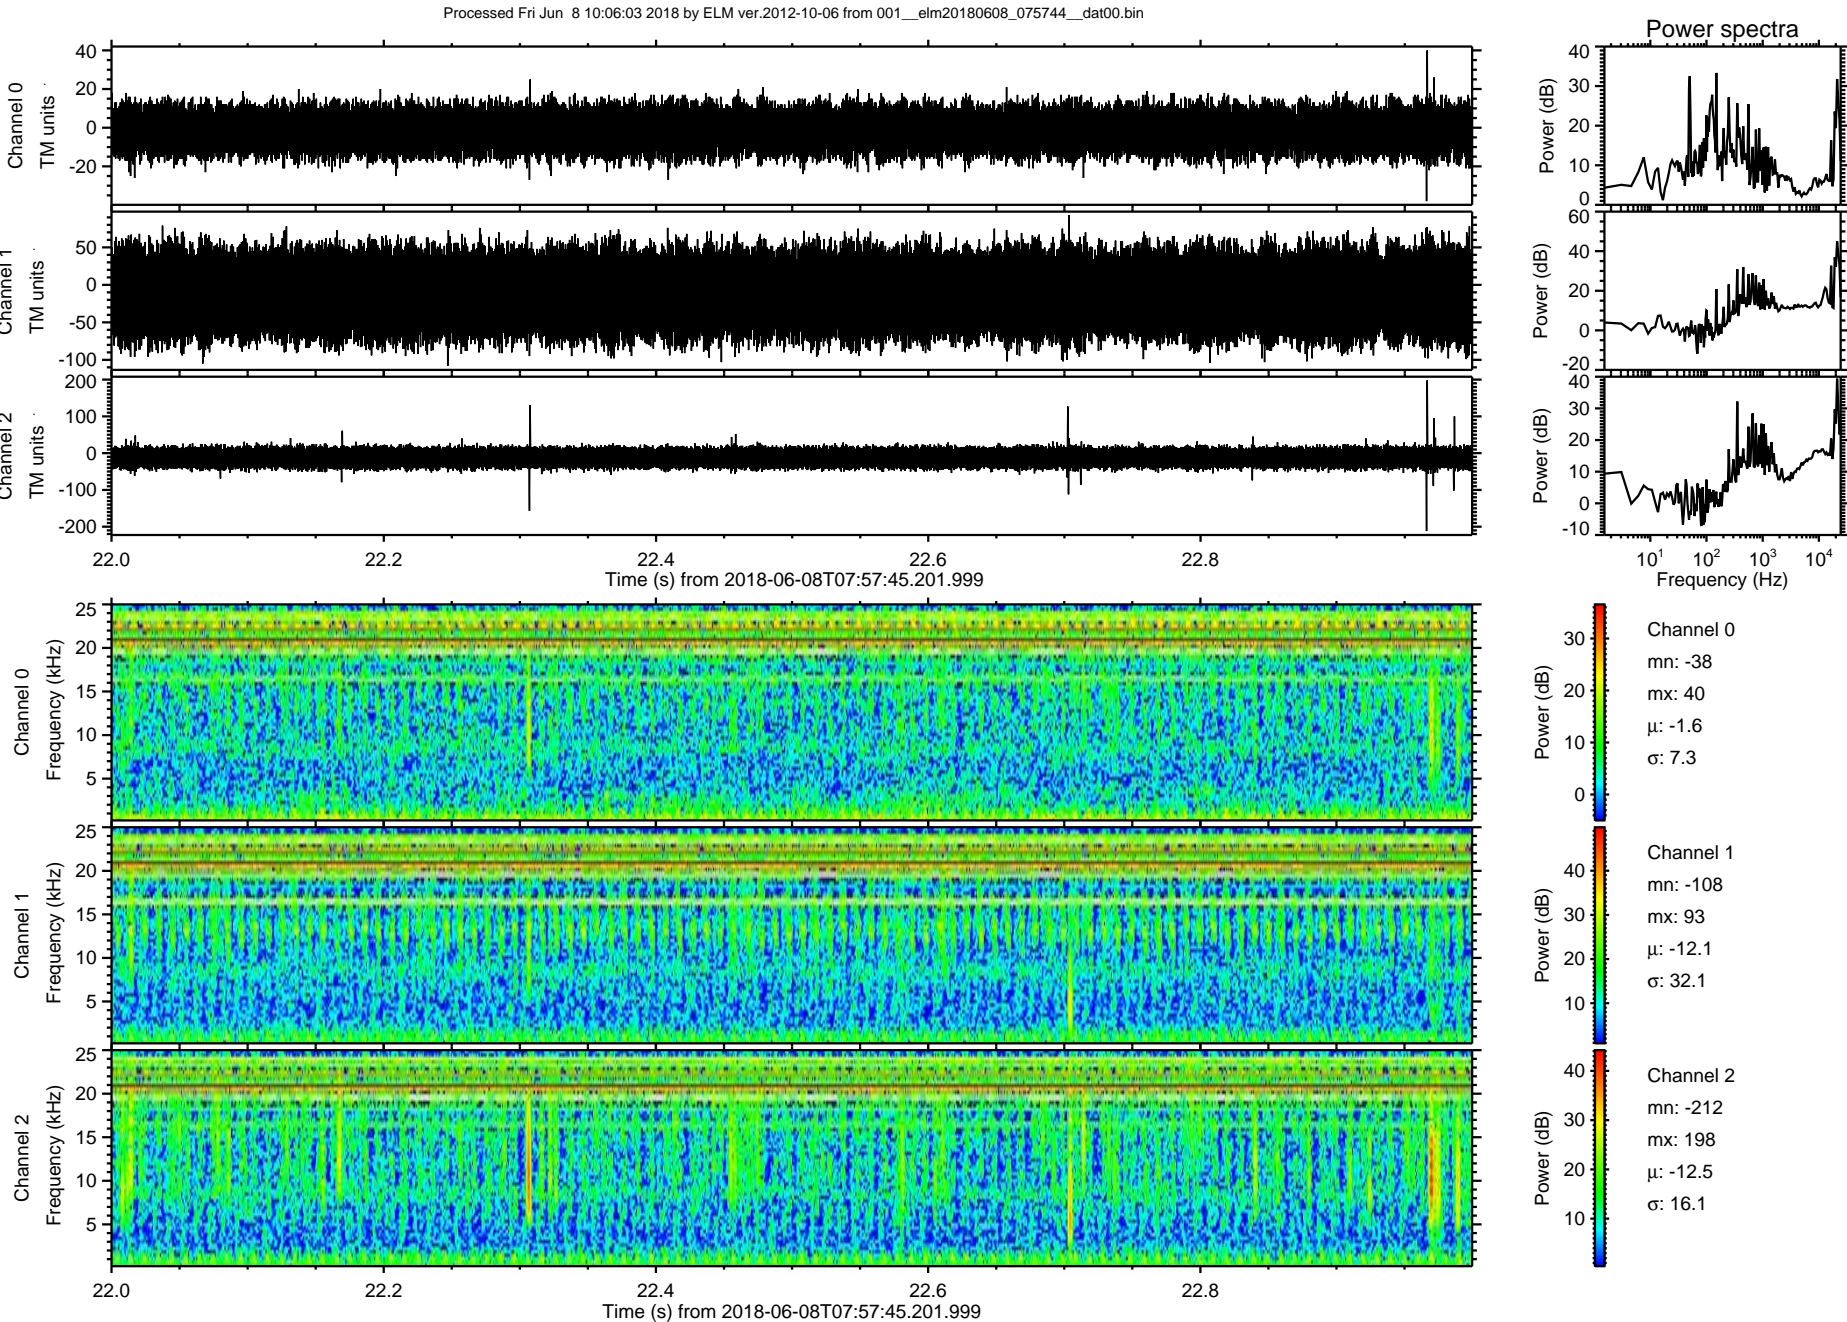 Processed Fri Jun  8 10:06:03 2018 by ELM ver.2012-10-06 from 001__elm20180608_075744__dat00.bin
Power spectra
Channel 0
TM units
40
20
0
-20
Power (dB)
40
30
20
10
0
Channel 1
TM units
50
0
-50
-100
Power (dB)
60
40
20
0
-20
Channel 2
TM units
200
100
0
-100
-200
Power (dB)
40
30
20
10
0
-10
22.0 22.2 22.4 22.6 22.8
Time (s) from 2018-06-08T07:57:45.201.999
10^1 10^2 10^3 10^4
Frequency (Hz)
Channel 0
Frequency (kHz)
25
20
15
10
5
Power (dB)
30
20
10
0
Channel 0
mn: -38
mx: 40
µ: -1.6
σ: 7.3
Channel 1
Frequency (kHz)
25
20
15
10
5
Power (dB)
40
30
20
10
Channel 1
mn: -108
mx: 93
µ: -12.1
σ: 32.1
Channel 2
Frequency (kHz)
25
20
15
10
5
Power (dB)
40
30
20
10
Channel 2
mn: -212
mx: 198
µ: -12.5
σ: 16.1
22.0 22.2 22.4 22.6 22.8
Time (s) from 2018-06-08T07:57:45.201.999